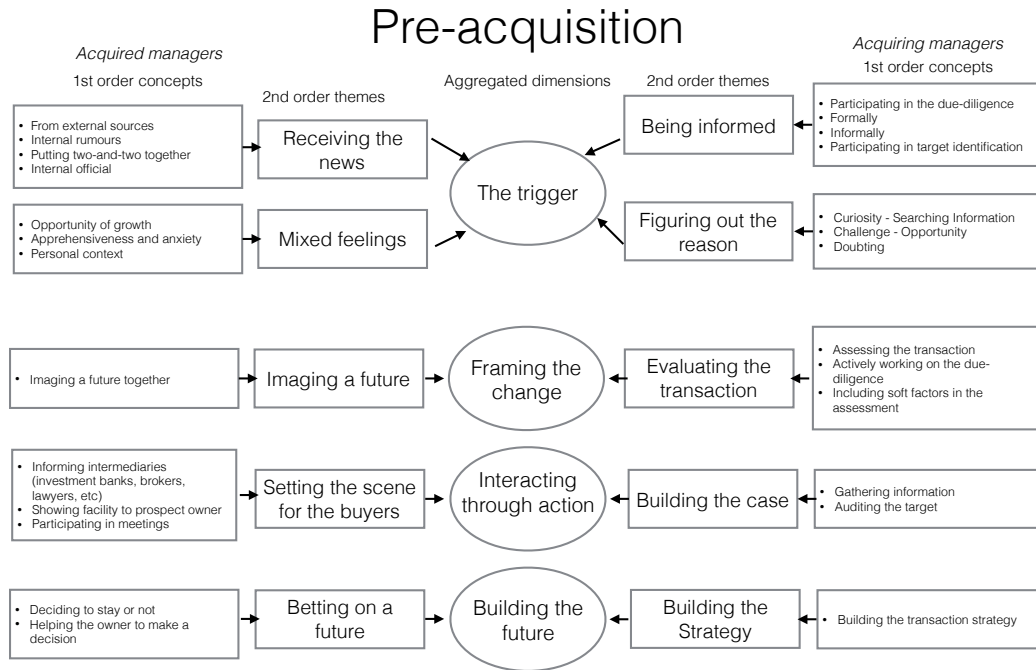 Pre-acquisition
Acquired managers
Acquiring managers
1st order concepts
Aggregated dimensions
2nd order themes
1st order concepts
2nd order themes
• From external sources
• Internal rumours
• Putting two-and-two together
• Internal official
Receiving the
news
The trigger
Being informed
• Participating in the due-diligence
• Formally
• Informally
• Participating in target identification
• Opportunity of growth
• Apprehensiveness and anxiety
• Personal context
Mixed feelings
Figuring out the
reason
• Curiosity - Searching Information
• Challenge - Opportunity
• Doubting
• Imaging a future together
Imaging a future
Framing the
change
Evaluating the
transaction
• Assessing the transaction
• Actively working on the due-
diligence
• Including soft factors in the
assessment
• Informing intermediaries
(investment banks, brokers,
lawyers, etc)
• Showing facility to prospect owner
• Participating in meetings
Setting the scene
for the buyers
Interacting
through action
Building the case
• Gathering information
• Auditing the target
• Deciding to stay or not
• Helping the owner to make a
decision
Betting on a
future
Building the
future
Building the
Strategy
• Building the transaction strategy